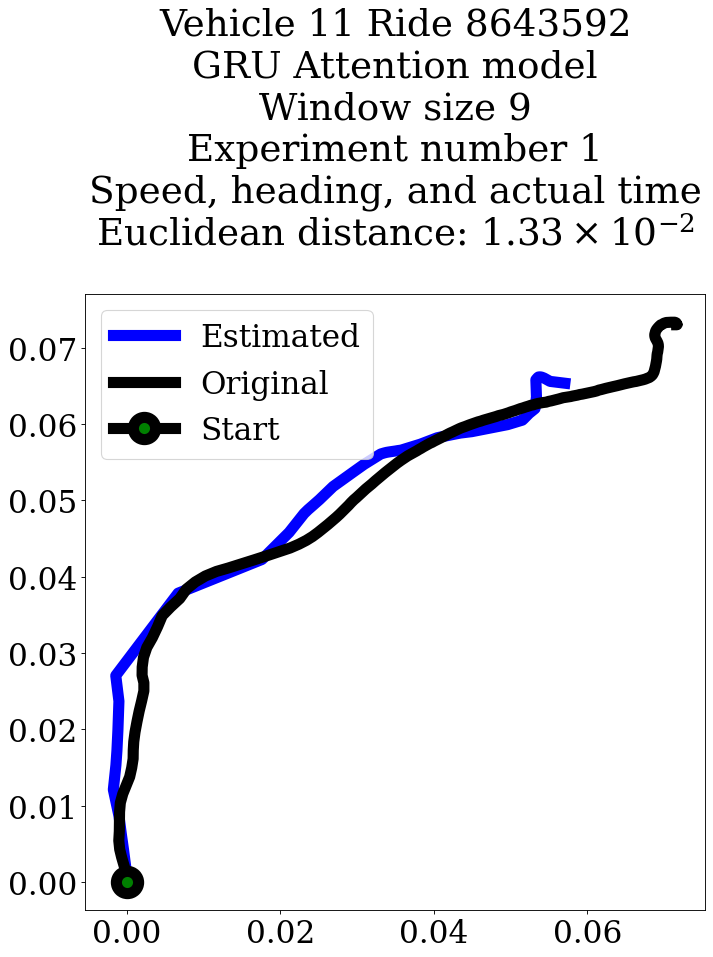 Vehicle 11 Ride 8643592
GRU Attention model
Window size 9
Experiment number 1
Speed, heading, and actual time
Euclidean distance: 1.33 × 10⁻²
Estimated
Original
Start
0.07
0.06
0.05
0.04
0.03
0.02
0.01
0.00
0.00 0.02 0.04 0.06